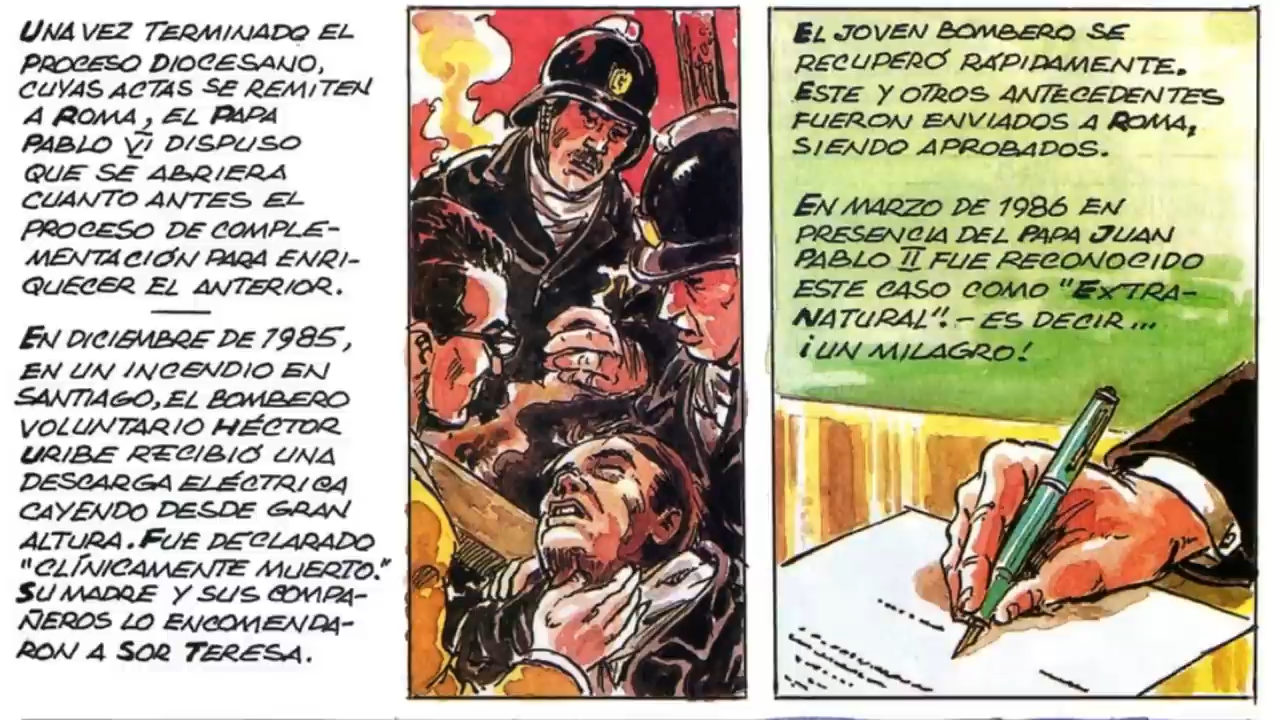 UNA VEZ TERMINADO EL
PROCESO DIOCESANO,
CUYAS ACTAS SE REMITEN
A ROMA, EL PAPA
PABLO VI DISPUSO
QUE SE ABRIERA
CUANTO ANTES EL
PROCESO DE COMPLE-
MENTACIÓN PARA ENRI-
QUECER EL ANTERIOR.
EN DICIEMBRE DE 1985,
EN UN INCENDIO EN
SANTIAGO, EL BOMBERO
VOLUNTARIO HÉCTOR
URIBE RECIBIÓ UNA
DESCARGA ELÉCTRICA
CAYENDO DESDE GRAN
ALTURA. FUE DECLARADO
"CLÍNICAMENTE MUERTO."
SU MADRE Y SUS COMPA-
ÑEROS LO ENCOMENDA-
RON A SOR TERESA.
G
EL JOVEN BOMBERO SE
RECUPERÓ RÁPIDAMENTE.
ESTE Y OTROS ANTECEDENTES
FUERON ENVIADOS A ROMA,
SIENDO APROBADOS.
EN MARZO DE 1986 EN
PRESENCIA DEL PAPA JUAN
PABLO II FUE RECONOCIDO
ESTE CASO COMO "EXTRA-
NATURAL".- ES DECIR...
¡UN MILAGRO!